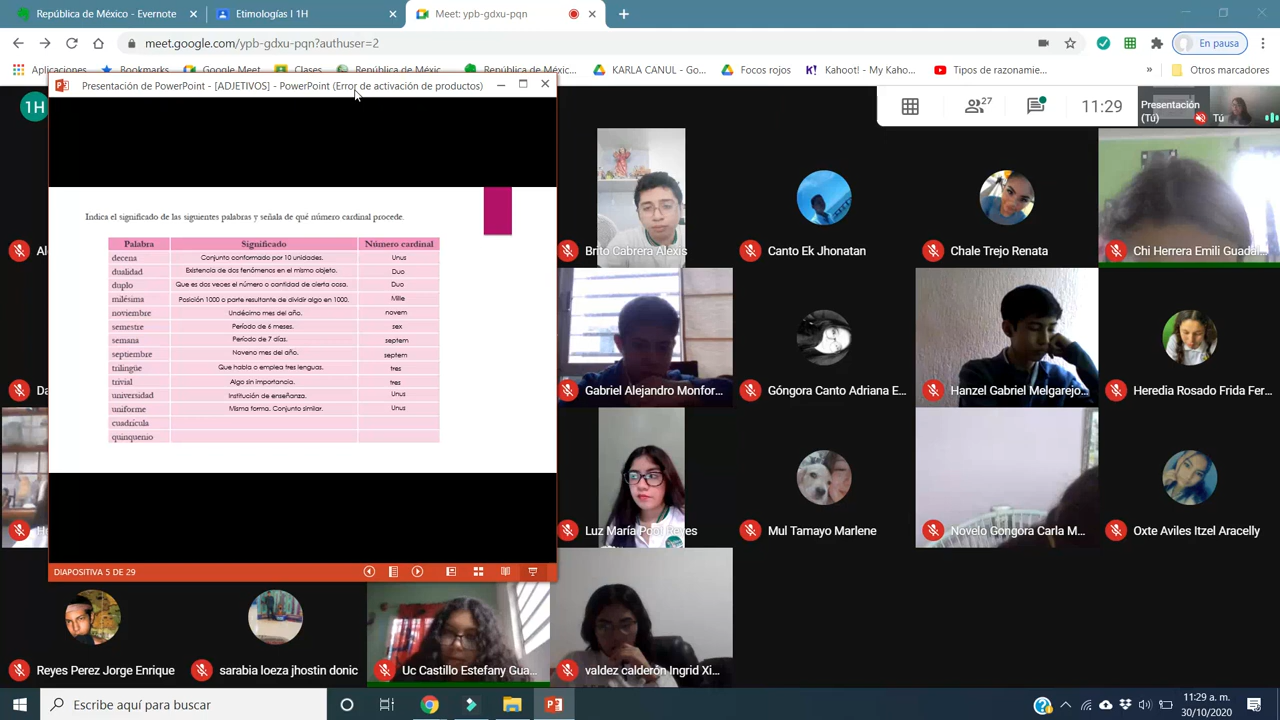 República de México - Evernote
Etimologías I 1H
Meet: ypb-gdxu-pqn
meet.google.com/ypb-gdxu-pqn?authuser=2
En pausa
Aplicaciones
Bookmarks
Google Meet
Clases
República de Méxic...
República de Méxic...
KARLA CANUL - Go...
Focos rojos
Kahoot! - My Kaho...
Tipos de razonamie...
Otros marcadores
Presentación de PowerPoint - [ADJETIVOS] - PowerPoint (Error de activación de productos)
1H
27
11:29
Presentación
(Tú)
Tú
Indica el significado de las siguientes palabras y señala de qué número cardinal procede.
Palabra Significado Número cardinal
decena Conjunto conformado por 10 unidades. Unus
dualidad Existencia de dos fenómenos en el mismo objeto. Duo
duplo Que es dos veces el número o cantidad de cierta cosa. Duo
milésima Posición 1000 o parte resultante de dividir algo en 1000. Mille
noviembre Undécimo mes del año. novem
semestre Período de 6 meses. sex
semana Período de 7 días. septem
septiembre Noveno mes del año. septem
trilingüe Que habla o emplea tres lenguas. tres
trivial Algo sin importancia. tres
universidad Institución de enseñanza. Unus
uniforme Misma forma. Conjunto similar. Unus
cuadrícula
quinquenio
DIAPOSITIVA 5 DE 29
Brito Cabrera Alexis
Canto Ek Jhonatan
Chale Trejo Renata
Chi Herrera Emili Guadal...
Gabriel Alejandro Monfor...
Góngora Canto Adriana E...
Hanzel Gabriel Melgarejo...
Heredia Rosado Frida Fer...
Luz María Pool Reyes
Mul Tamayo Marlene
Novelo Gongora Carla M...
Oxte Aviles Itzel Aracelly
Reyes Perez Jorge Enrique
sarabia loeza jhostin donic
Uc Castillo Estefany Gua...
valdez calderón Ingrid Xi...
Escribe aquí para buscar
11:29 a. m.
30/10/2020